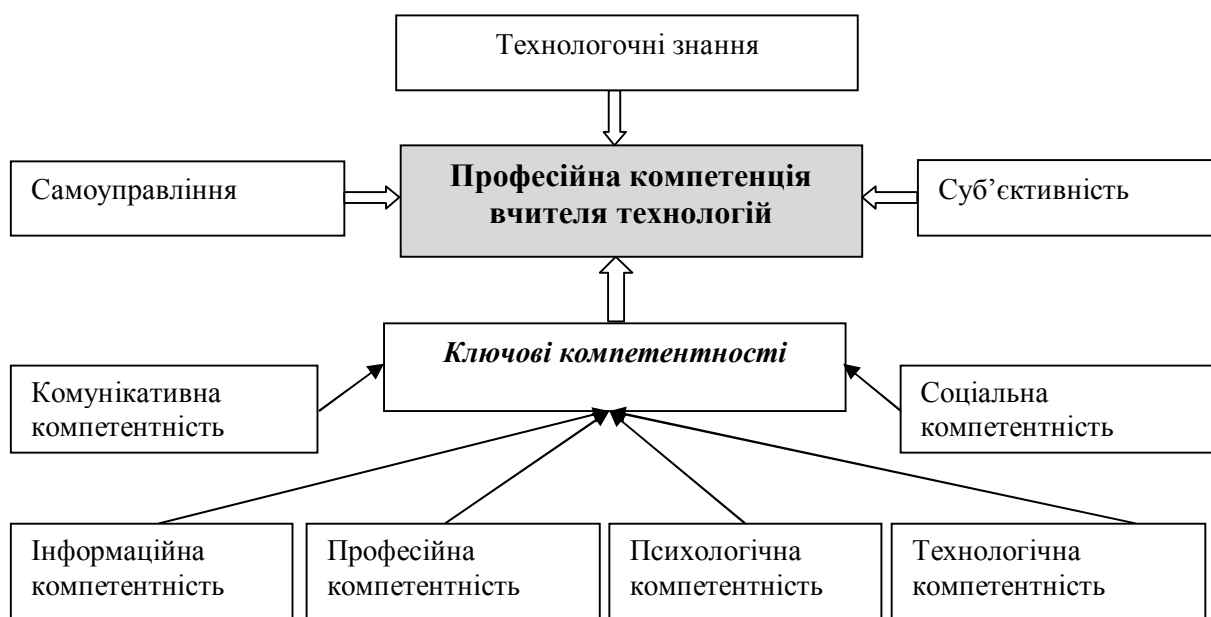 Технологочні знання
Самоуправління
Професійна компетенція
вчителя технологій
Суб’єктивність
Ключові компетентності
Комунікативна
компетентність
Соціальна
компетентність
Інформаційна
компетентність
Професійна
компетентність
Психологічна
компетентність
Технологічна
компетентність